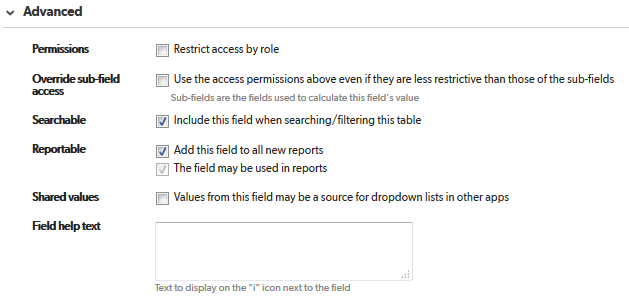 Advanced
Permissions Restrict access by role
Override sub-field access Use the access permissions above even if they are less restrictive than those of the sub-fields
Sub-fields are the fields used to calculate this field's value
Searchable Include this field when searching/filtering this table
Reportable Add this field to all new reports
The field may be used in reports
Shared values Values from this field may be a source for dropdown lists in other apps
Field help text
Text to display on the "i" icon next to the field